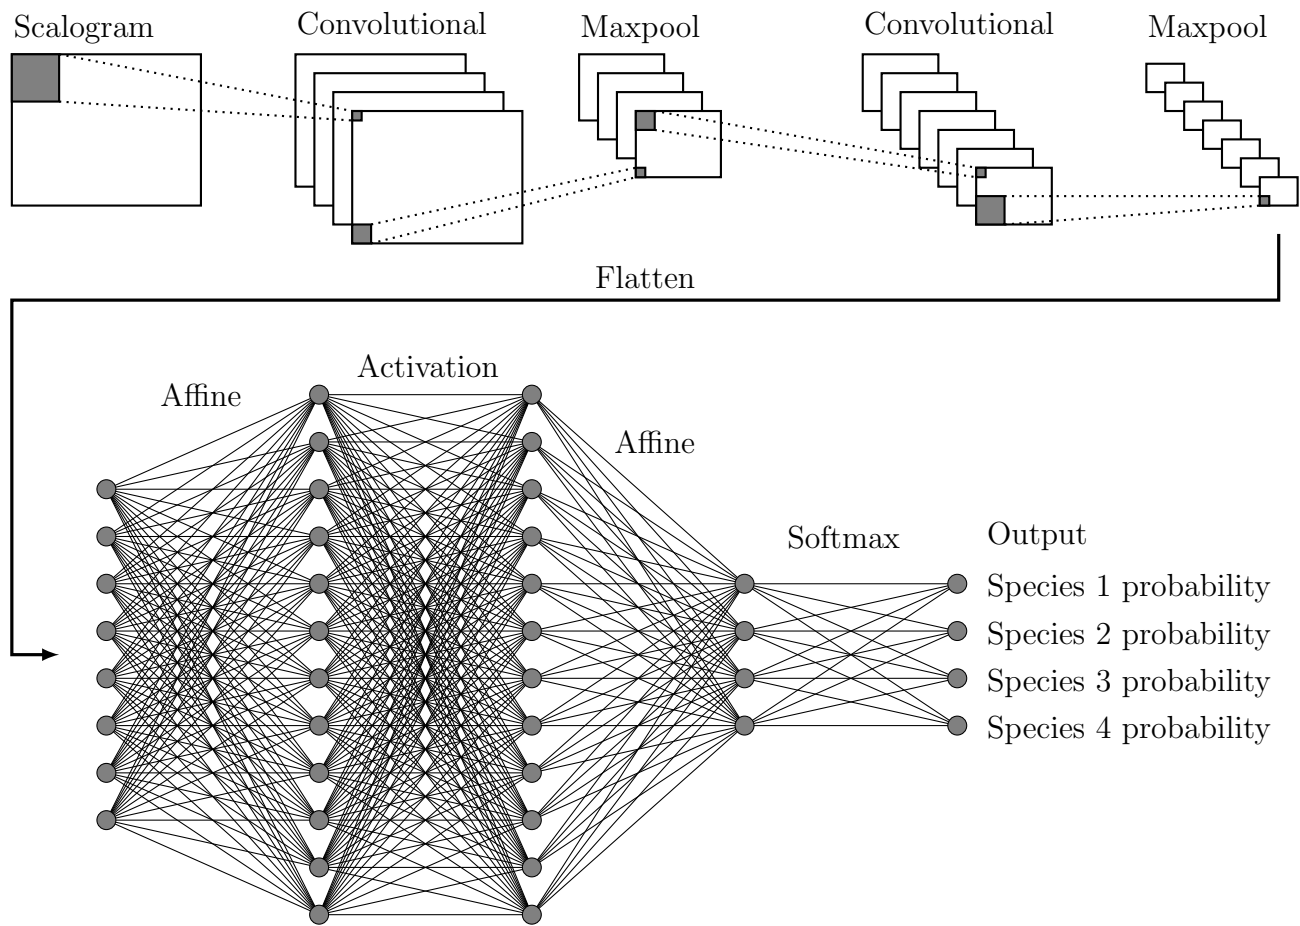 Scalogram
Convolutional
Maxpool
Convolutional
Maxpool
Flatten
Activation
Affine
Affine
Softmax
Output
Species 1 probability
Species 2 probability
Species 3 probability
Species 4 probability